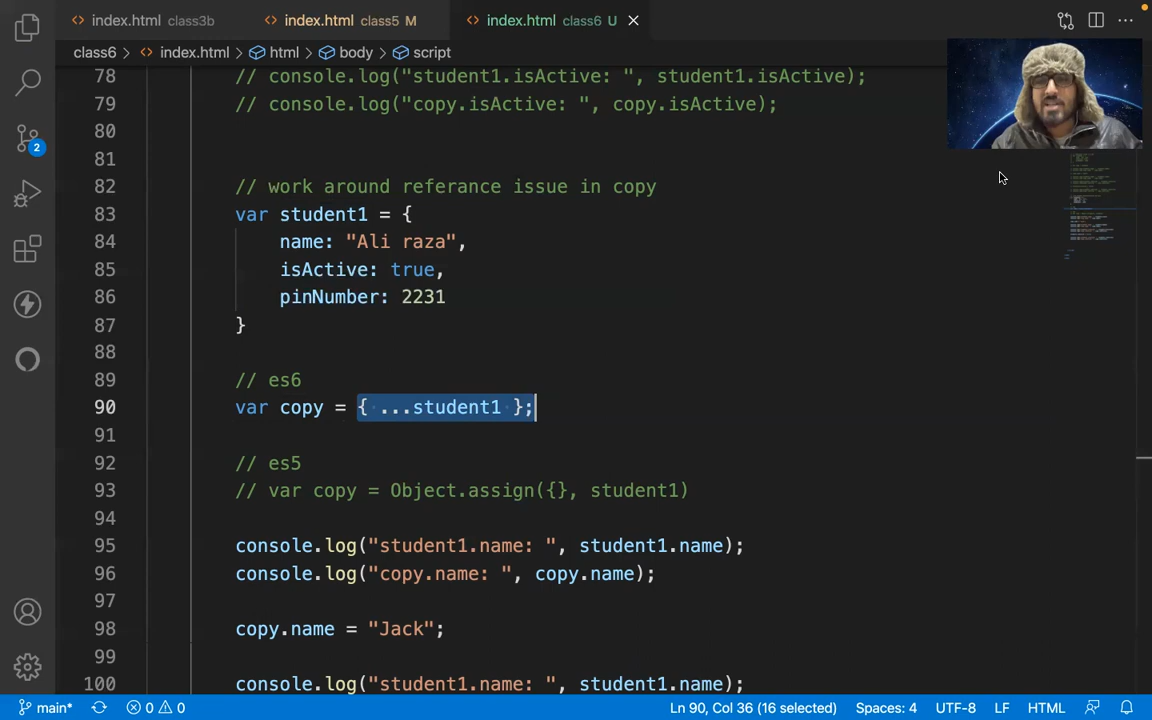 index.html class3b
index.html class5 M
index.html class6 U
class6 > index.html > html > body > script
78 // console.log("student1.isActive: ", student1.isActive);
79 // console.log("copy.isActive: ", copy.isActive);
80
81
82 // work around referance issue in copy
83 var student1 = {
84 name: "Ali raza",
85 isActive: true,
86 pinNumber: 2231
87 }
88
89 // es6
90 var copy = { ...student1 };
91
92 // es5
93 // var copy = Object.assign({}, student1)
94
95 console.log("student1.name: ", student1.name);
96 console.log("copy.name: ", copy.name);
97
98 copy.name = "Jack";
99
100 console.log("student1.name: ", student1.name);
2
main* 0 0 Ln 90, Col 36 (16 selected) Spaces: 4 UTF-8 LF HTML